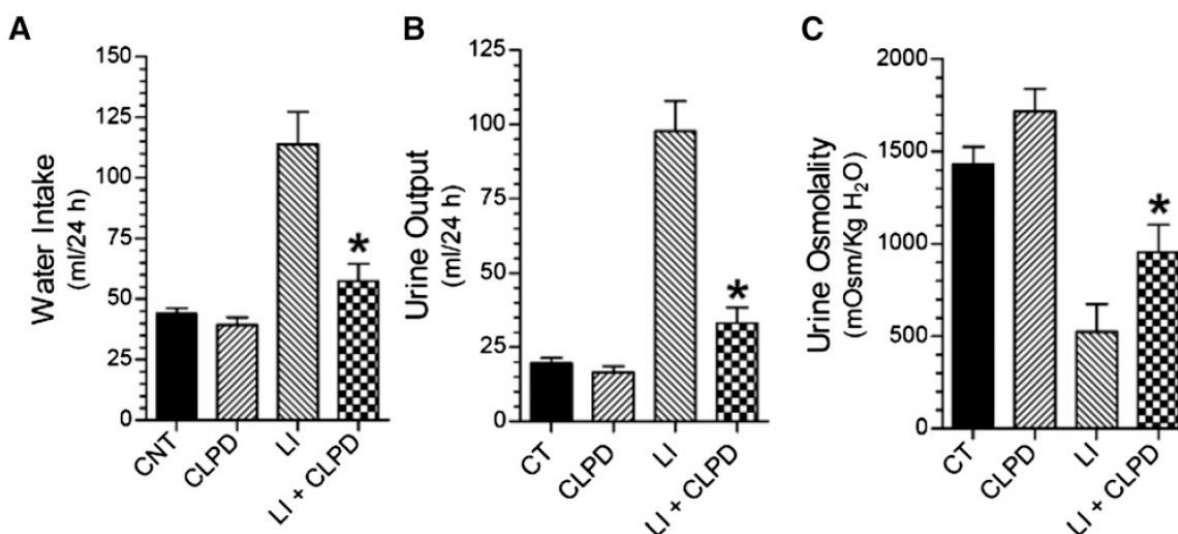 A
Water Intake
(ml/24 h)
150
125
100
75
50
25
0
CNT
CLPD
LI
LI + CLPD
*
B
Urine Output
(ml/24 h)
125
100
75
50
25
0
CT
CLPD
LI
LI + CLPD
*
C
Urine Osmolality
(mOsm/Kg H₂O)
2000
1500
1000
500
0
CT
CLPD
LI
LI + CLPD
*